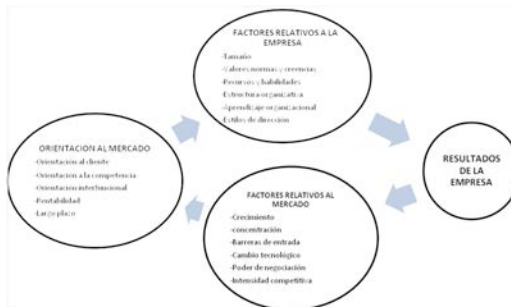 FACTORES RELATIVOS A LA
EMPRESA
-Tamaño
-Valores normas y creencias
-Recursos y habilidades
-Estructura organizativa
-Aprendizaje organizacional
-Estilos de dirección
ORIENTACION AL MERCADO
-Orientación al cliente
-Orientacion a la competencia
-Orientación interfuncional
-Rentabilidad
-Largo plazo
RESULTADOS
DE LA
EMPRESA
FACTORES RELATIVOS AL
MERCADO
-Crecimiento
-concentración
-Barreras de entrada
-Cambio tecnológico
-Poder de negociación
-Intensidad competitiva